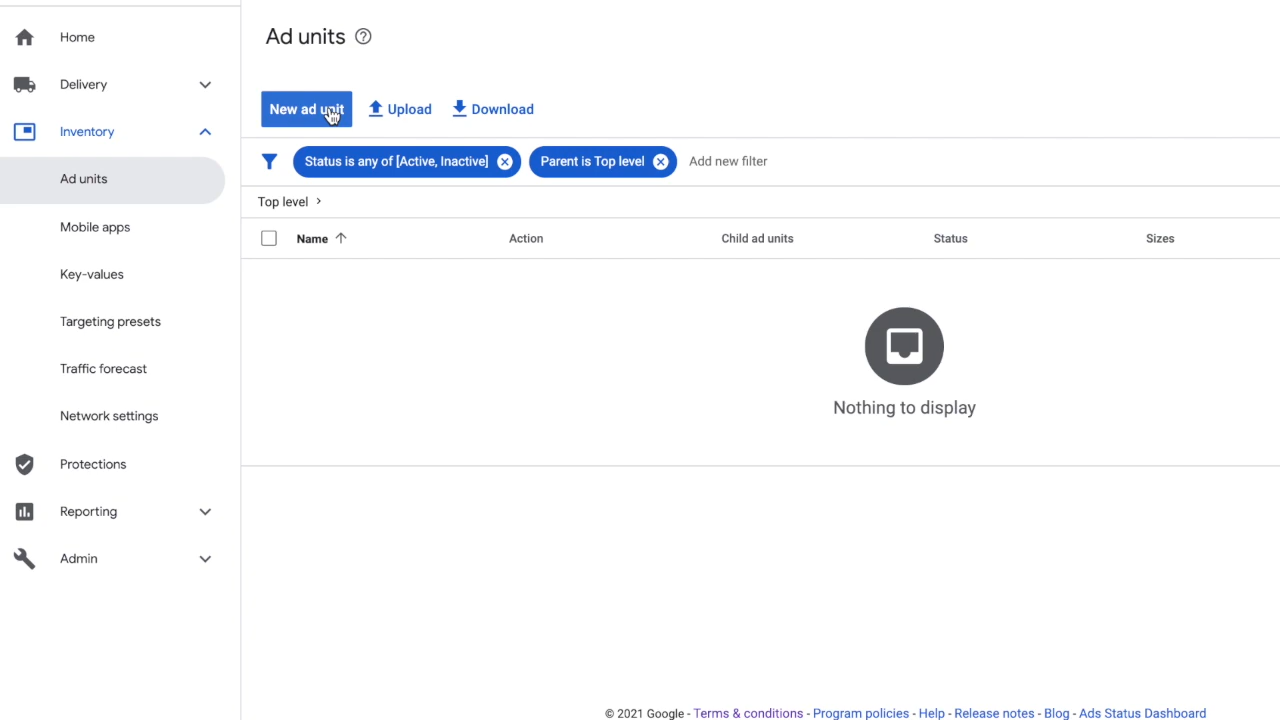 Home
Delivery
Inventory
Ad units
Mobile apps
Key-values
Targeting presets
Traffic forecast
Network settings
Protections
Reporting
Admin
Ad units
New ad unit Upload Download
Status is any of [Active, Inactive] Parent is Top level Add new filter
Top level
Name Action Child ad units Status Sizes
Nothing to display
© 2021 Google - Terms & conditions - Program policies - Help - Release notes - Blog - Ads Status Dashboard